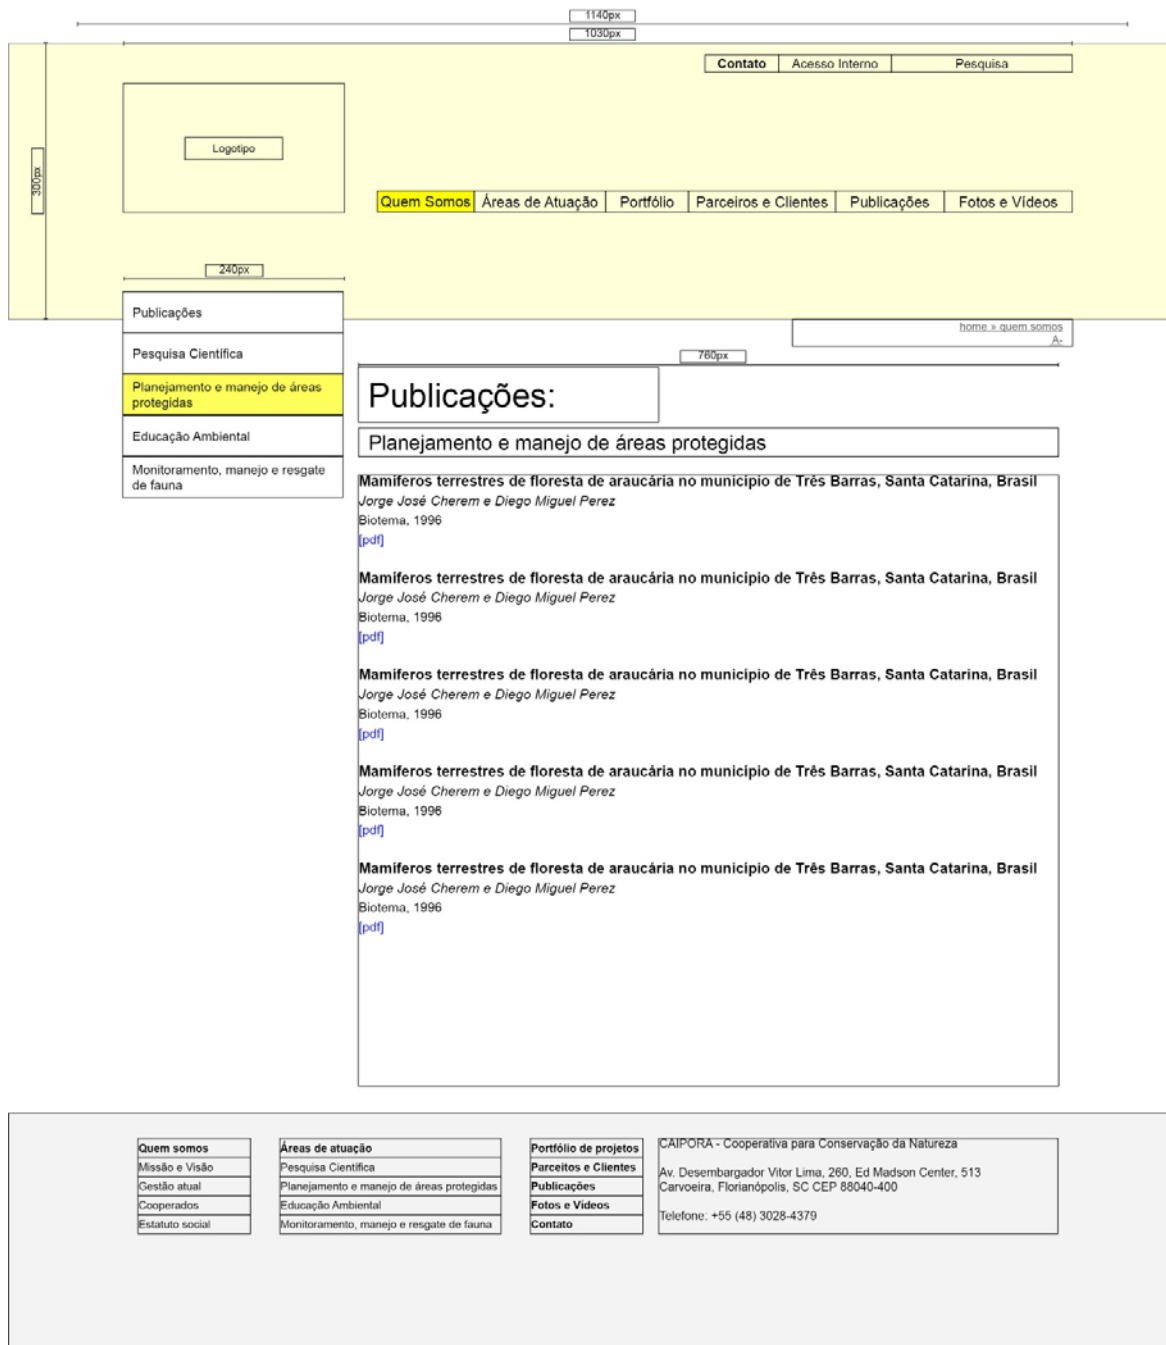 1140px
1030px
Contato Acesso Interno Pesquisa
Logotipo
300px
Quem Somos Áreas de Atuação Portfólio Parceiros e Clientes Publicações Fotos e Vídeos
240px
Publicações
Pesquisa Científica
Planejamento e manejo de áreas
protegidas
Educação Ambiental
Monitoramento, manejo e resgate
de fauna
home » quem somos
A-
760px
Publicações:
Planejamento e manejo de áreas protegidas
Mamíferos terrestres de floresta de araucária no município de Três Barras, Santa Catarina, Brasil
Jorge José Cherem e Diego Miguel Perez
Biotema, 1996
[pdf]
Mamíferos terrestres de floresta de araucária no município de Três Barras, Santa Catarina, Brasil
Jorge José Cherem e Diego Miguel Perez
Biotema, 1996
[pdf]
Mamíferos terrestres de floresta de araucária no município de Três Barras, Santa Catarina, Brasil
Jorge José Cherem e Diego Miguel Perez
Biotema, 1996
[pdf]
Mamíferos terrestres de floresta de araucária no município de Três Barras, Santa Catarina, Brasil
Jorge José Cherem e Diego Miguel Perez
Biotema, 1996
[pdf]
Mamíferos terrestres de floresta de araucária no município de Três Barras, Santa Catarina, Brasil
Jorge José Cherem e Diego Miguel Perez
Biotema, 1996
[pdf]
Quem somos
Missão e Visão
Gestão atual
Cooperados
Estatuto social
Áreas de atuação
Pesquisa Científica
Planejamento e manejo de áreas protegidas
Educação Ambiental
Monitoramento, manejo e resgate de fauna
Portfólio de projetos
Parceitos e Clientes
Publicações
Fotos e Vídeos
Contato
CAIPORA - Cooperativa para Conservação da Natureza
Av. Desembargador Vitor Lima, 260, Ed Madson Center, 513
Carvoeira, Florianópolis, SC CEP 88040-400
Telefone: +55 (48) 3028-4379